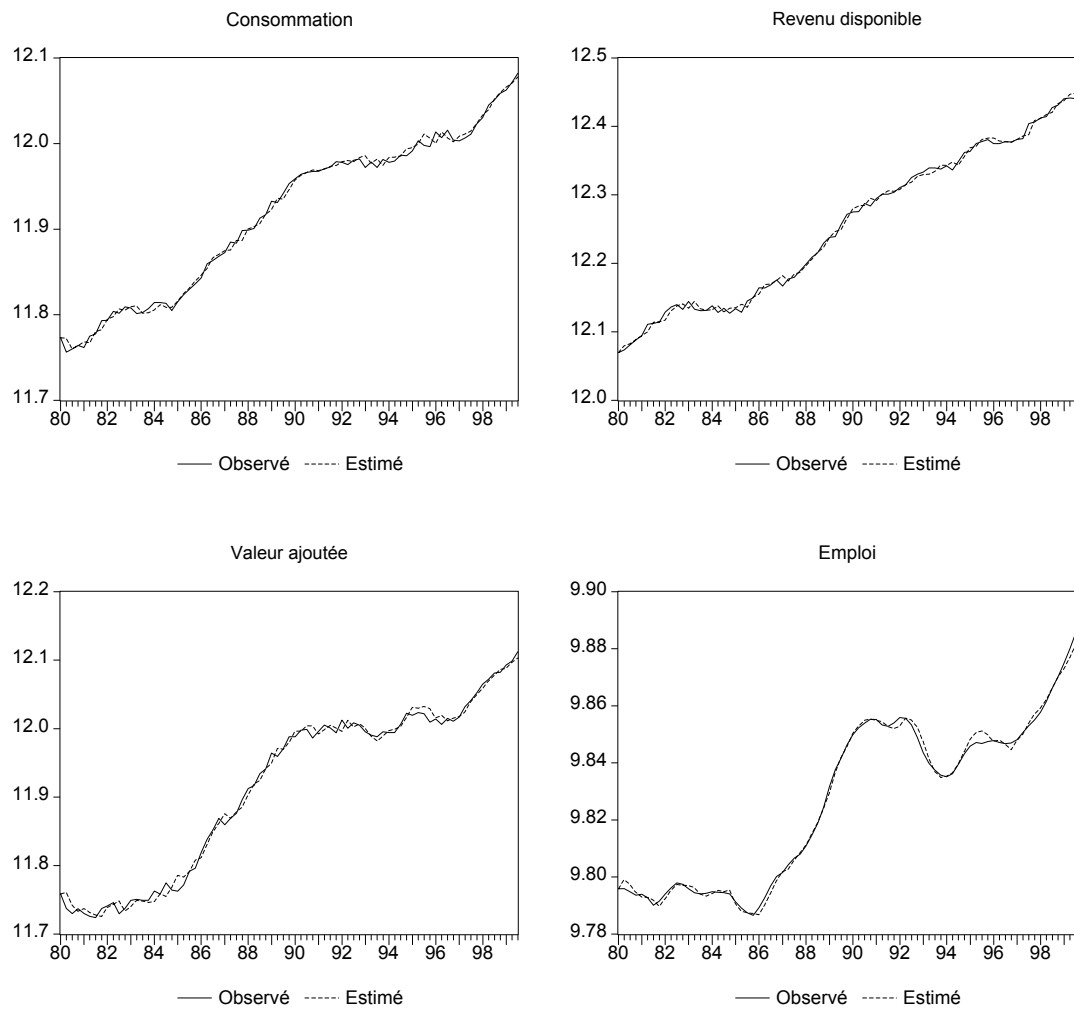 Consommation
12.1
12.0
11.9
11.8
11.7
80 82 84 86 88 90 92 94 96 98
Observé Estimé
Revenu disponible
12.5
12.4
12.3
12.2
12.1
12.0
80 82 84 86 88 90 92 94 96 98
Observé Estimé
Valeur ajoutée
12.2
12.1
12.0
11.9
11.8
11.7
80 82 84 86 88 90 92 94 96 98
Observé Estimé
Emploi
9.90
9.88
9.86
9.84
9.82
9.80
9.78
80 82 84 86 88 90 92 94 96 98
Observé Estimé